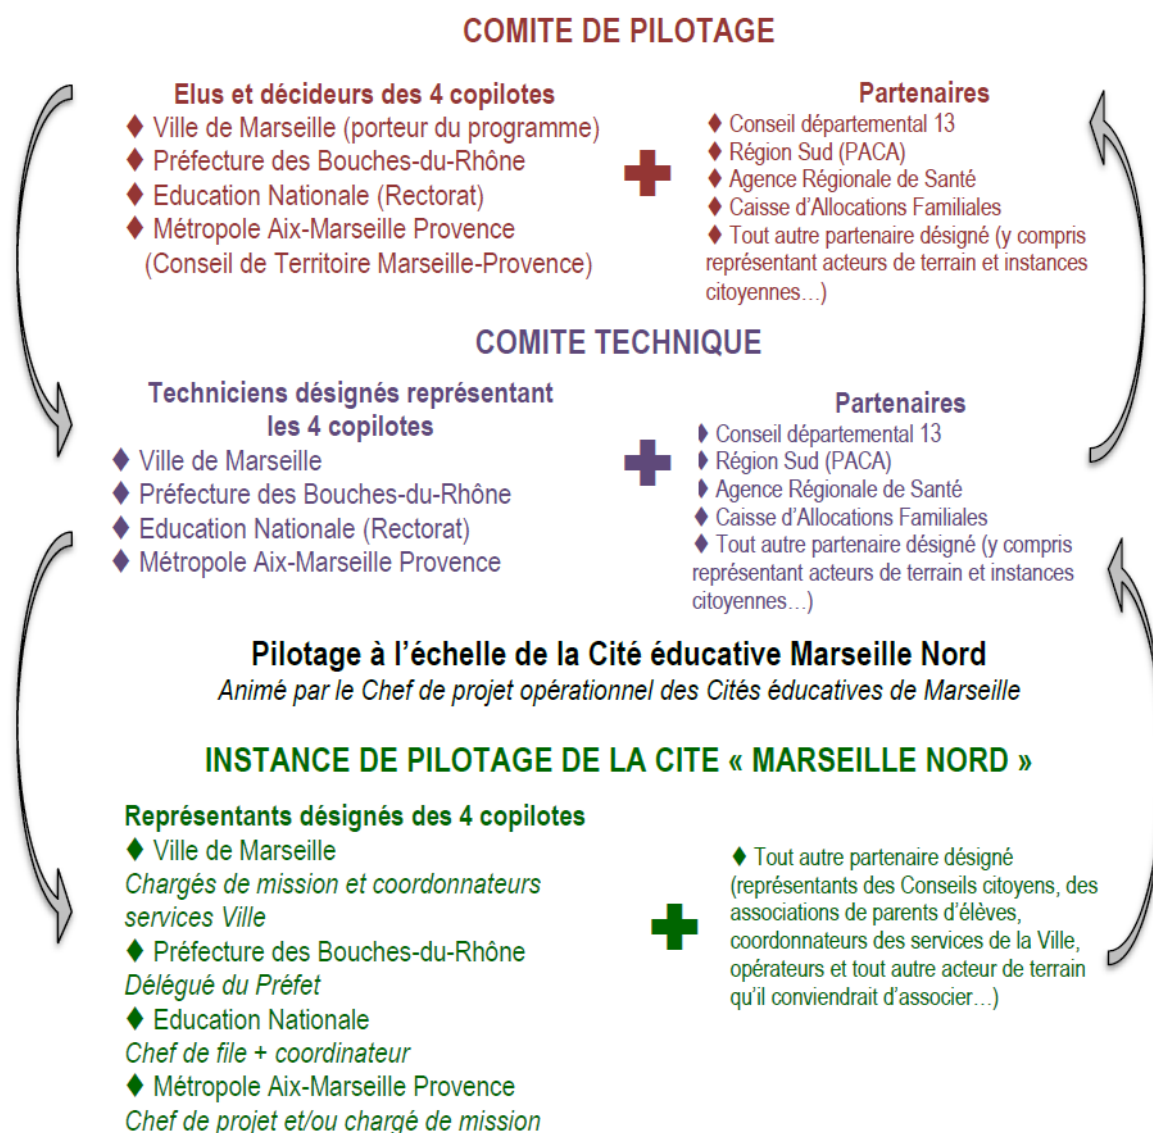 COMITE DE PILOTAGE
Elus et décideurs des 4 copilotes
♦ Ville de Marseille (porteur du programme)
♦ Préfecture des Bouches-du-Rhône
♦ Education Nationale (Rectorat)
♦ Métropole Aix-Marseille Provence
(Conseil de Territoire Marseille-Provence)
Partenaires
♦ Conseil départemental 13
♦ Région Sud (PACA)
♦ Agence Régionale de Santé
♦ Caisse d’Allocations Familiales
♦ Tout autre partenaire désigné (y compris
représentant acteurs de terrain et instances
citoyennes…)
COMITE TECHNIQUE
Techniciens désignés représentant
les 4 copilotes
♦ Ville de Marseille
♦ Préfecture des Bouches-du-Rhône
♦ Education Nationale (Rectorat)
♦ Métropole Aix-Marseille Provence
Partenaires
♦ Conseil départemental 13
♦ Région Sud (PACA)
♦ Agence Régionale de Santé
♦ Caisse d’Allocations Familiales
♦ Tout autre partenaire désigné (y compris
représentant acteurs de terrain et instances
citoyennes…)
Pilotage à l’échelle de la Cité éducative Marseille Nord
Animé par le Chef de projet opérationnel des Cités éducatives de Marseille
INSTANCE DE PILOTAGE DE LA CITE « MARSEILLE NORD »
Représentants désignés des 4 copilotes
♦ Ville de Marseille
Chargés de mission et coordonnateurs
services Ville
♦ Préfecture des Bouches-du-Rhône
Délégué du Préfet
♦ Education Nationale
Chef de file + coordinateur
♦ Métropole Aix-Marseille Provence
Chef de projet et/ou chargé de mission
♦ Tout autre partenaire désigné
(représentants des Conseils citoyens, des
associations de parents d’élèves,
coordonnateurs des services de la Ville,
opérateurs et tout autre acteur de terrain
qu’il conviendrait d’associer…)